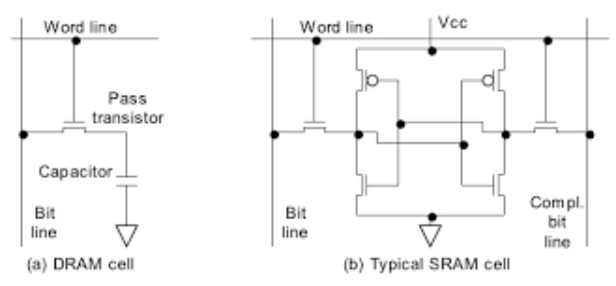 Word line
Pass
transistor
Capacitor
Bit
line
(a) DRAM cell
Word line
Vcc
Bit
line
Compl.
bit
line
(b) Typical SRAM cell